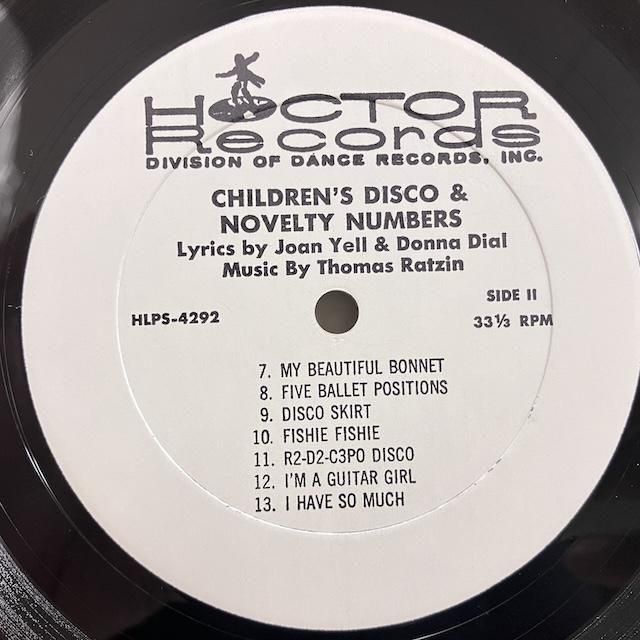 HOCTOR
Records
DIVISION OF DANCE RECORDS, INC.
CHILDREN'S DISCO &
NOVELTY NUMBERS
Lyrics by Joan Yell & Donna Dial
Music By Thomas Ratzin
HLPS-4292
SIDE II
33⅓ RPM
7. MY BEAUTIFUL BONNET
8. FIVE BALLET POSITIONS
9. DISCO SKIRT
10. FISHIE FISHIE
11. R2-D2-C3PO DISCO
12. I'M A GUITAR GIRL
13. I HAVE SO MUCH